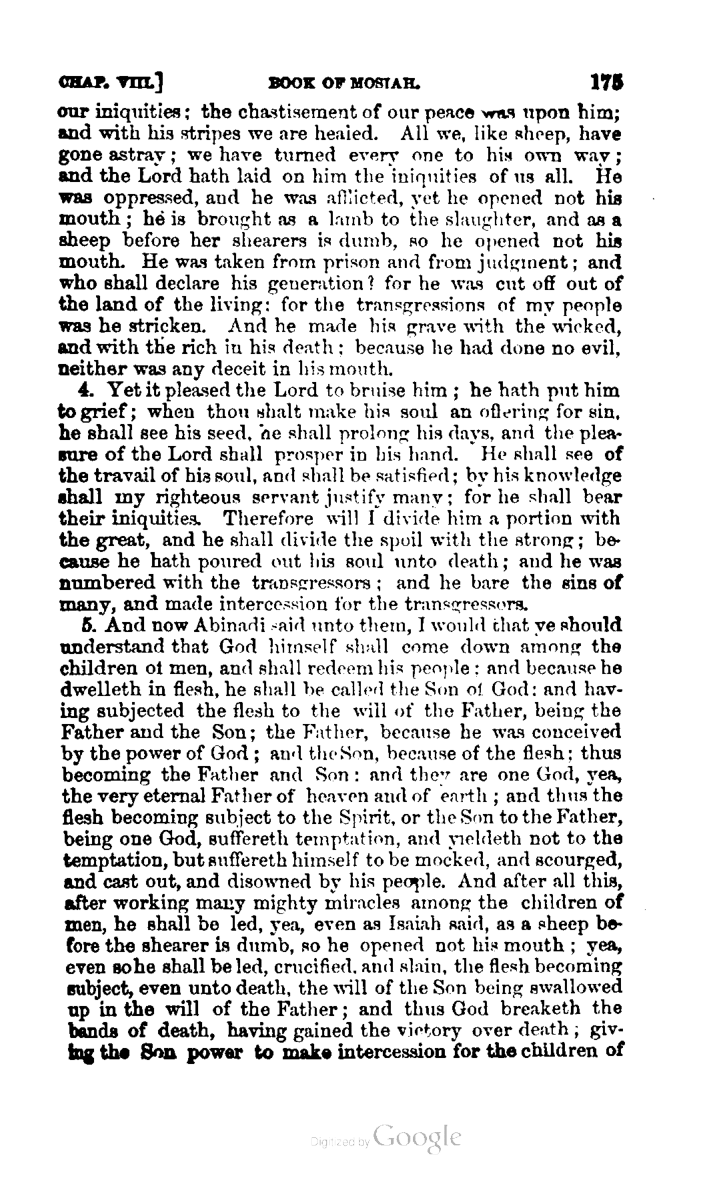 CHAP. VIII.] BOOK OF MOSIAH. 175
our iniquities; the chastisement of our peace was upon him;
and with his stripes we are healed. All we, like sheep, have
gone astray; we have turned every one to his own way;
and the Lord hath laid on him the iniquities of us all. He
was oppressed, and he was afflicted, yet he opened not his
mouth; he is brought as a lamb to the slaughter, and as a
sheep before her shearers is dumb, so he opened not his
mouth. He was taken from prison and from judgment; and
who shall declare his generation? for he was cut off out of
the land of the living: for the transgressions of my people
was he stricken. And he made his grave with the wicked,
and with the rich in his death; because he had done no evil,
neither was any deceit in his mouth.
4. Yet it pleased the Lord to bruise him; he hath put him
to grief; when thou shalt make his soul an offering for sin,
he shall see his seed, he shall prolong his days, and the plea-
sure of the Lord shall prosper in his hand. He shall see of
the travail of his soul, and shall be satisfied; by his knowledge
shall my righteous servant justify many; for he shall bear
their iniquities. Therefore will I divide him a portion with
the great, and he shall divide the spoil with the strong; be-
cause he hath poured out his soul unto death; and he was
numbered with the transgressors; and he bare the sins of
many, and made intercession for the transgressors.
5. And now Abinadi said unto them, I would that ye should
understand that God himself shall come down among the
children of men, and shall redeem his people: and because he
dwelleth in flesh, he shall be called the Son of God: and hav-
ing subjected the flesh to the will of the Father, being the
Father and the Son; the Father, because he was conceived
by the power of God; and the Son, because of the flesh; thus
becoming the Father and Son: and they are one God, yea,
the very eternal Father of heaven and of earth; and thus the
flesh becoming subject to the Spirit, or the Son to the Father,
being one God, suffereth temptation, and yieldeth not to the
temptation, but suffereth himself to be mocked, and scourged,
and cast out, and disowned by his people. And after all this,
after working many mighty miracles among the children of
men, he shall be led, yea, even as Isaiah said, as a sheep be-
fore the shearer is dumb, so he opened not his mouth; yea,
even so he shall be led, crucified, and slain, the flesh becoming
subject, even unto death, the will of the Son being swallowed
up in the will of the Father; and thus God breaketh the
bands of death, having gained the victory over death; giv-
ing the Son power to make intercession for the children of
Digitized by Google